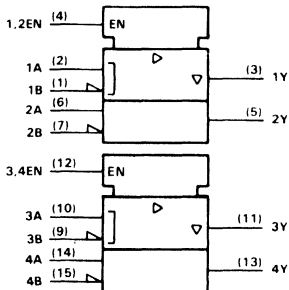 1,2EN (4) EN
1A (2) (3) 1Y
1B (1)
2A (6) (5) 2Y
2B (7)
3,4EN (12) EN
3A (10) (11) 3Y
3B (9)
4A (14) (13) 4Y
4B (15)